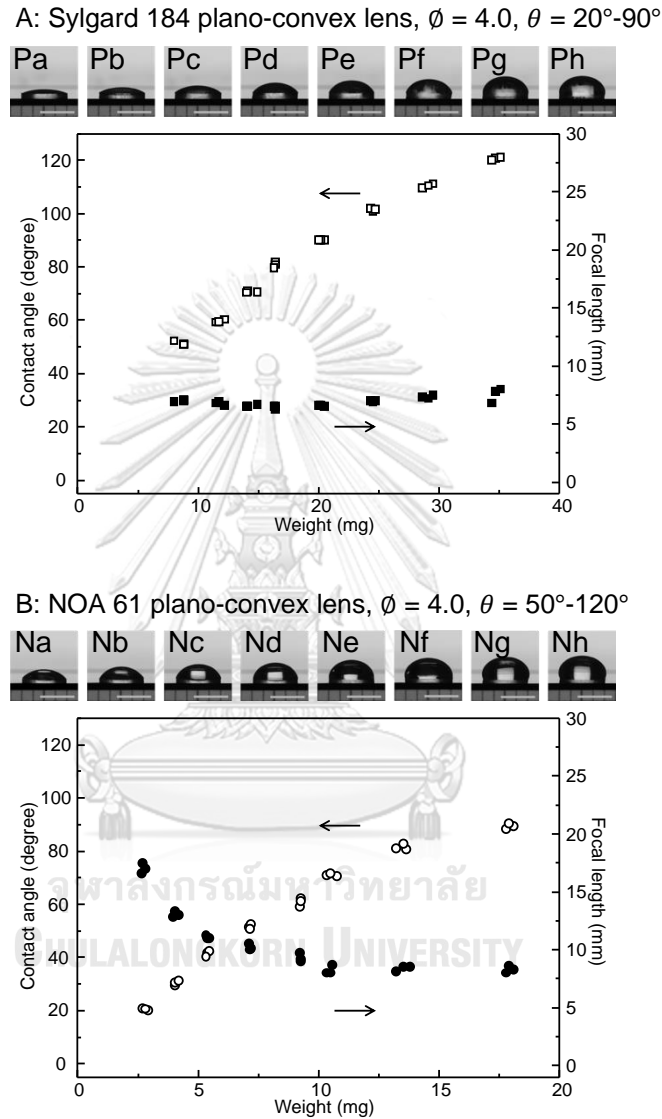 A: Sylgard 184 plano-convex lens, ∅ = 4.0, θ = 20°-90°
Pa Pb Pc Pd Pe Pf Pg Ph
120
100
80
60
40
20
0
Contact angle (degree)
30
25
20
15
10
5
0
Focal length (mm)
0 10 20 30 40
Weight (mg)
B: NOA 61 plano-convex lens, ∅ = 4.0, θ = 50°-120°
Na Nb Nc Nd Ne Nf Ng Nh
120
100
80
60
40
20
0
Contact angle (degree)
30
25
20
15
10
5
0
Focal length (mm)
จุฬาลงกรณ์มหาวิทยาลัย
CHULALONGKORN UNIVERSITY
0 5 10 15 20
Weight (mg)